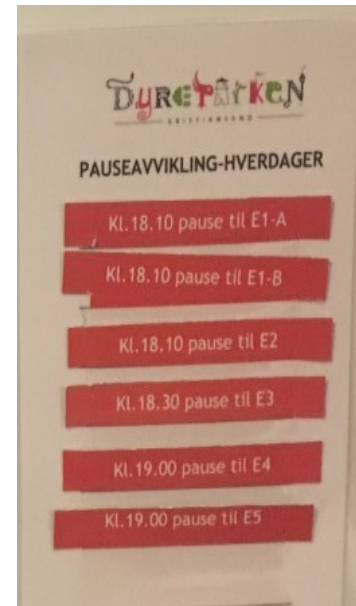 DYREPARKEN
KRISTIANSAND
PAUSEAVVIKLING-HVERDAGER
Kl.18.10 pause til E1-A
Kl.18.10 pause til E1-B
Kl.18.10 pause til E2
Kl.18.30 pause til E3
Kl.19.00 pause til E4
Kl.19.00 pause til E5